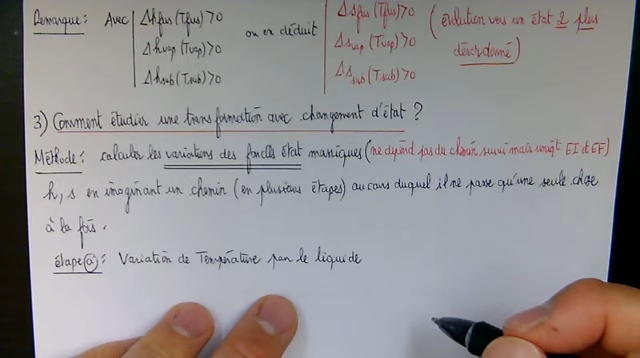 Remarque: Avec Δhfus(Tfus)>0 on en déduit Δsfus(Tfus)>0 (évolution vers un état 2 plus
Δhvap(Tvap)>0 Δsvap(Tvap)>0 désordonné)
Δhsub(Tsub)>0 Δssub(Tsub)>0
3) Comment étudier une transformation avec changement d'état ?
Méthode: calculer les variations des foncts état massiques (ne dépend pas du chemin suivi mais uniqt EI et EF)
h, s en imaginant un chemin (en plusieurs étapes) au cours duquel il ne passe qu'une seule chose
à la fois.
étape a: Variation de Température par le liquide